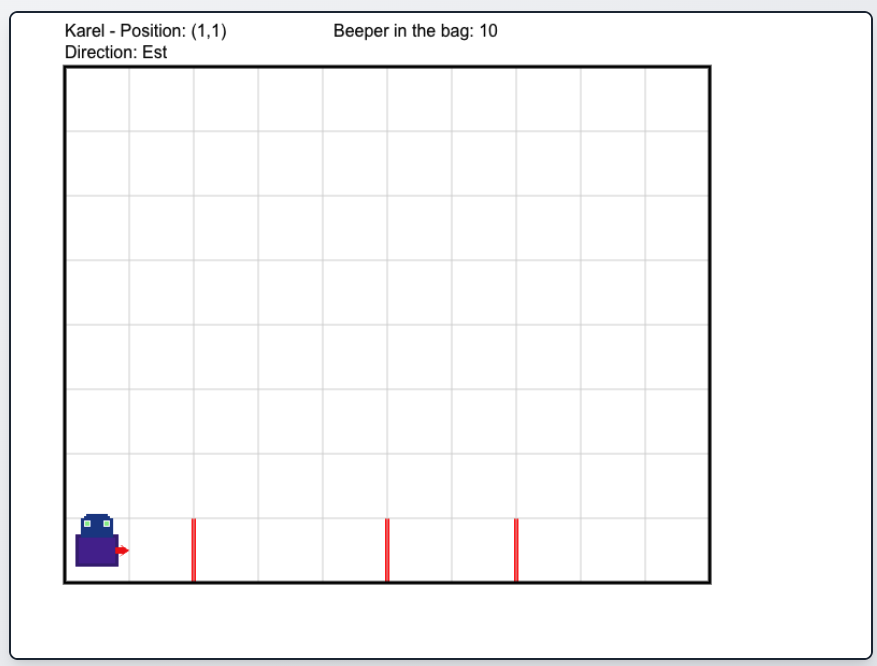 Karel - Position: (1,1) Beeper in the bag: 10
Direction: Est